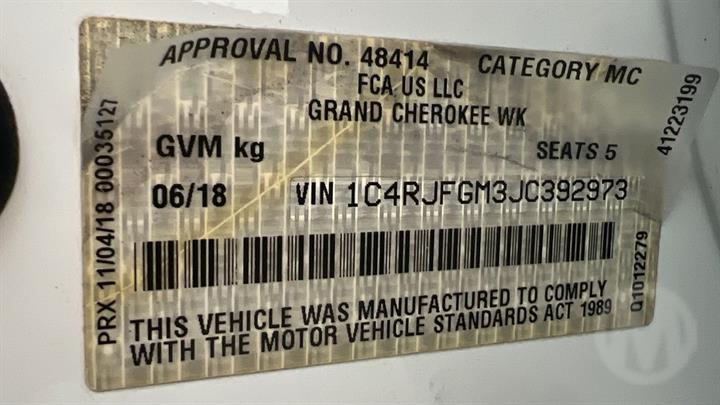 APPROVAL NO. 48414 CATEGORY MC
FCA US LLC
GRAND CHEROKEE WK
GVM kg SEATS 5
06/18 VIN 1C4RJFGM3JC392973
THIS VEHICLE WAS MANUFACTURED TO COMPLY
WITH THE MOTOR VEHICLE STANDARDS ACT 1989
PRX 11/04/18 00035127
41223199
Q1012279
M